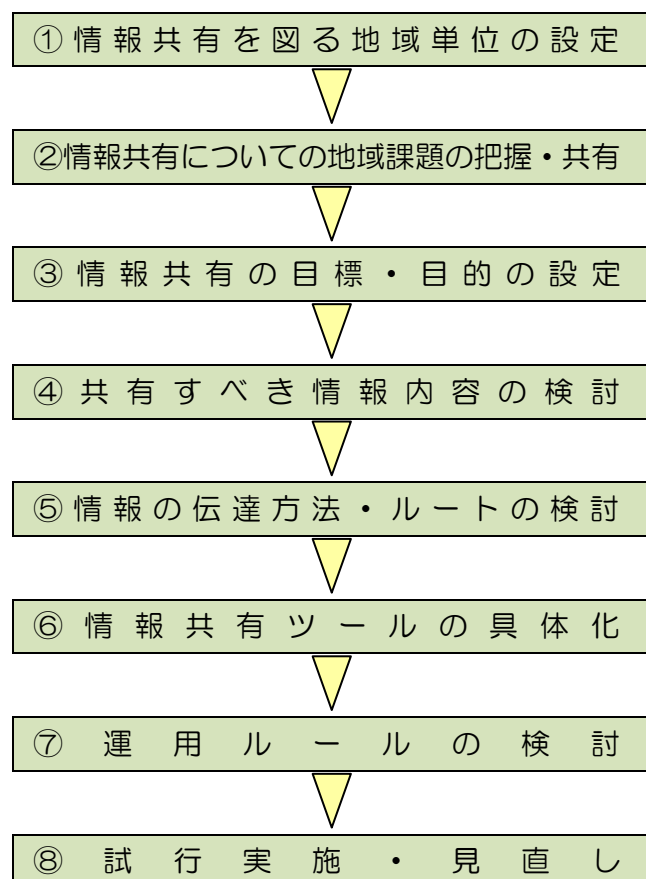 ①情報共有を図る地域単位の設定
②情報共有についての地域課題の把握・共有
③情報共有の目標・目的の設定
④共有すべき情報内容の検討
⑤情報の伝達方法・ルートの検討
⑥情報共有ツールの具体化
⑦運用ルールの検討
⑧試行実施・見直し